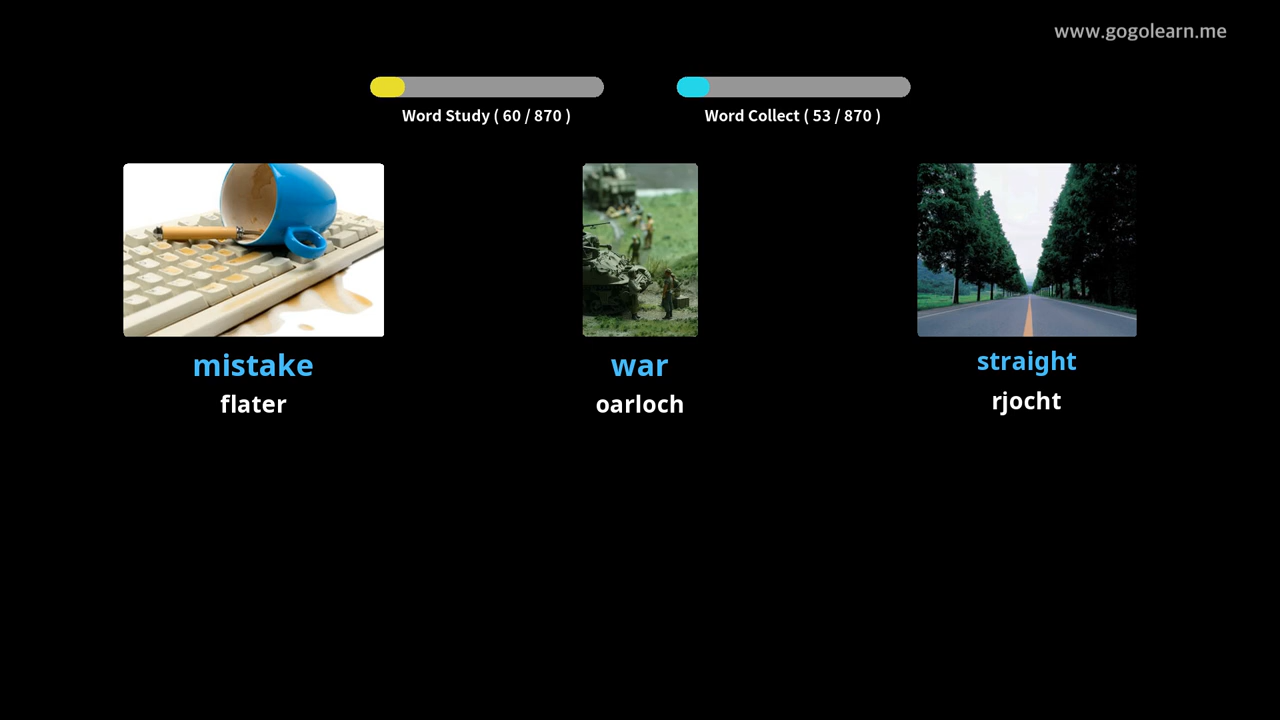 www.gogolearn.me
Word Study ( 60 / 870 )
Word Collect ( 53 / 870 )
mistake
flater
war
oarloch
straight
rjocht